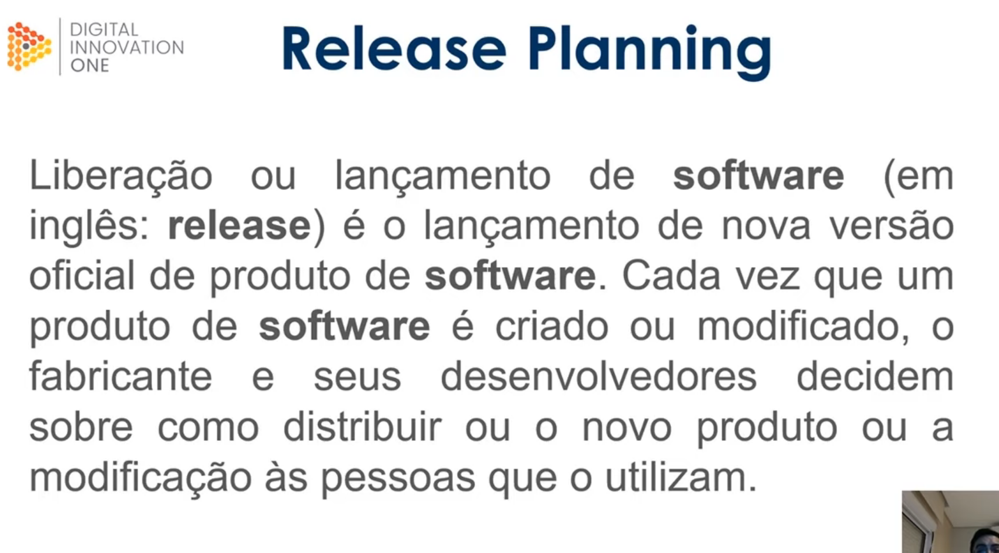 DIGITAL
INNOVATION
ONE
Release Planning
Liberação ou lançamento de software (em
inglês: release) é o lançamento de nova versão
oficial de produto de software. Cada vez que um
produto de software é criado ou modificado, o
fabricante e seus desenvolvedores decidem
sobre como distribuir ou o novo produto ou a
modificação às pessoas que o utilizam.